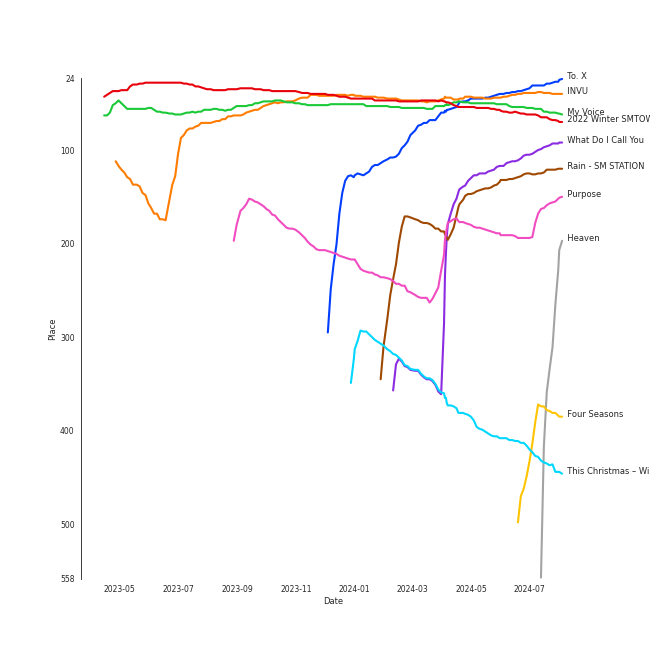 24
100
200
300
400
500
558
Place
2023-05
2023-07
2023-09
2023-11
2024-01
2024-03
2024-05
2024-07
Date
To. X
INVU
My Voice
2022 Winter SMTOW
What Do I Call You
Rain - SM STATION
Purpose
Heaven
Four Seasons
This Christmas – Wi